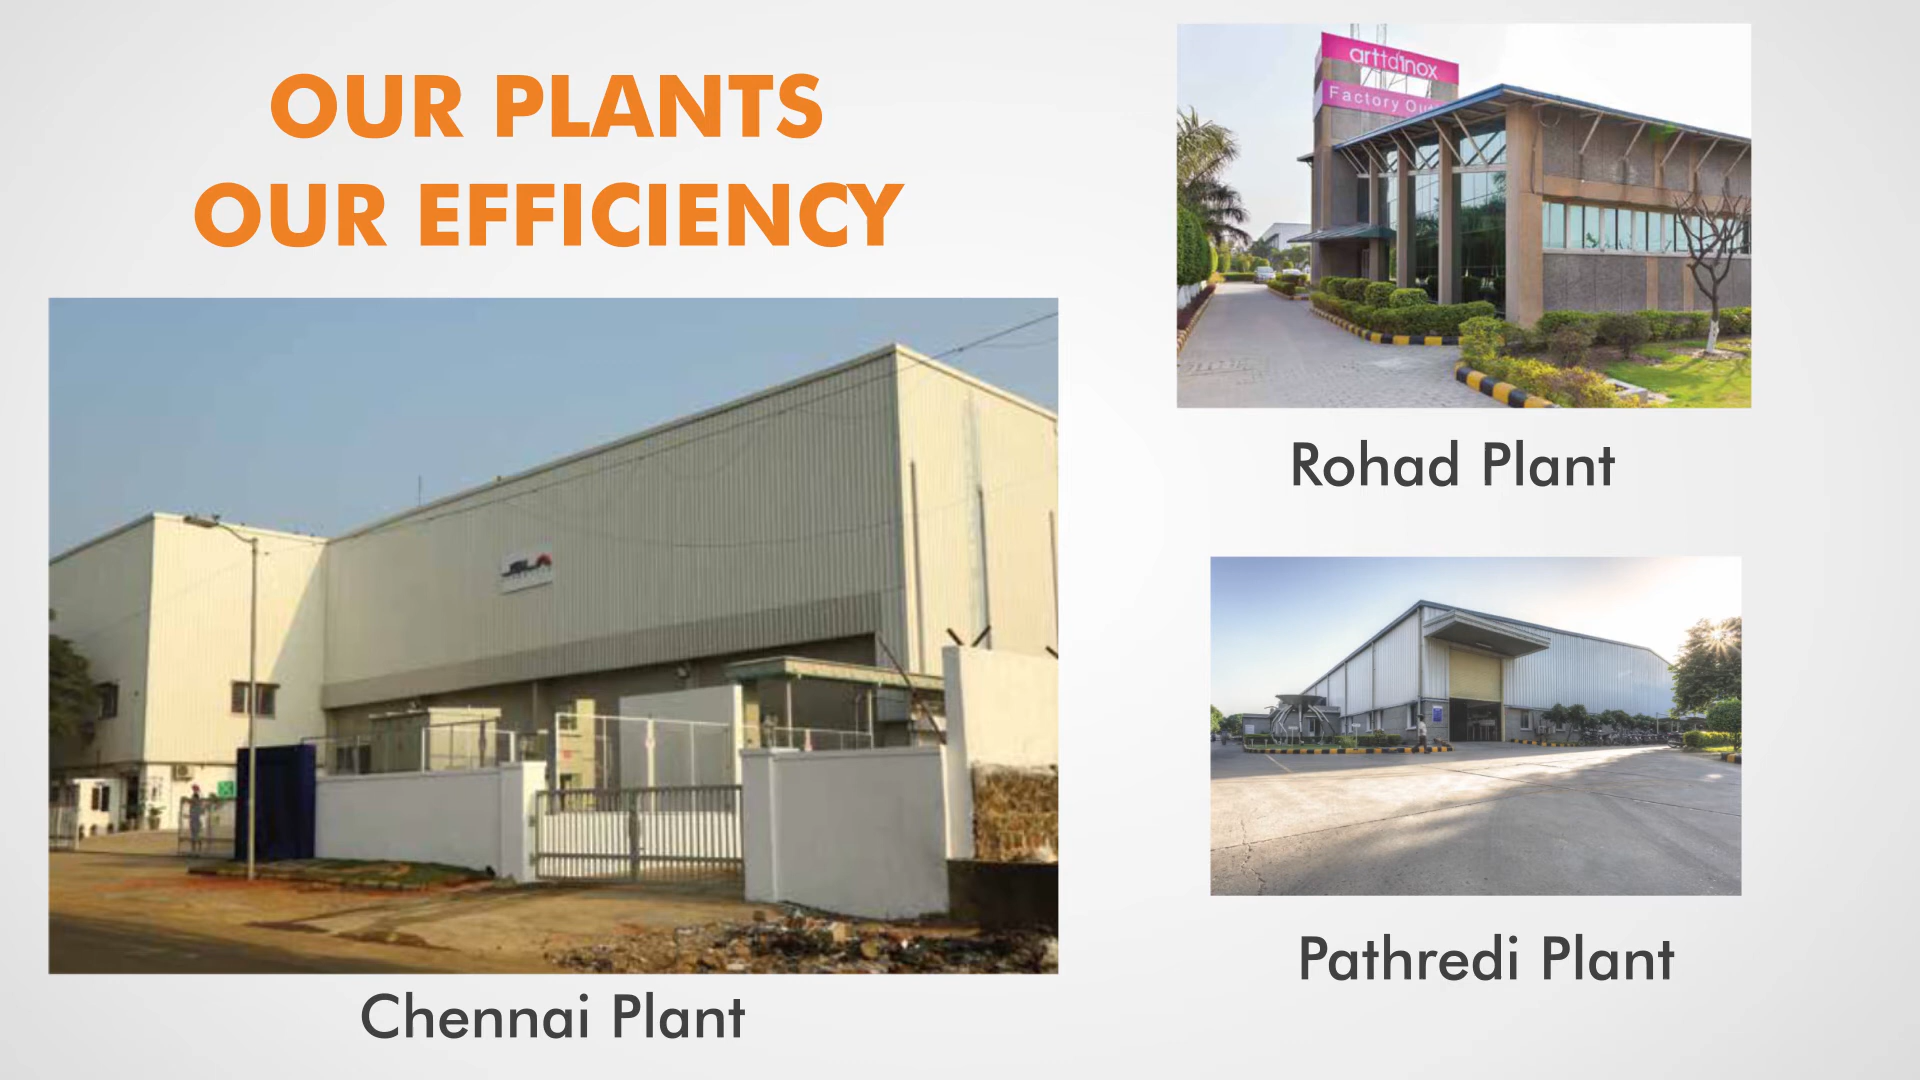 OUR PLANTS
OUR EFFICIENCY
arttd'inox
Factory
Rohad Plant
Pathredi Plant
Chennai Plant